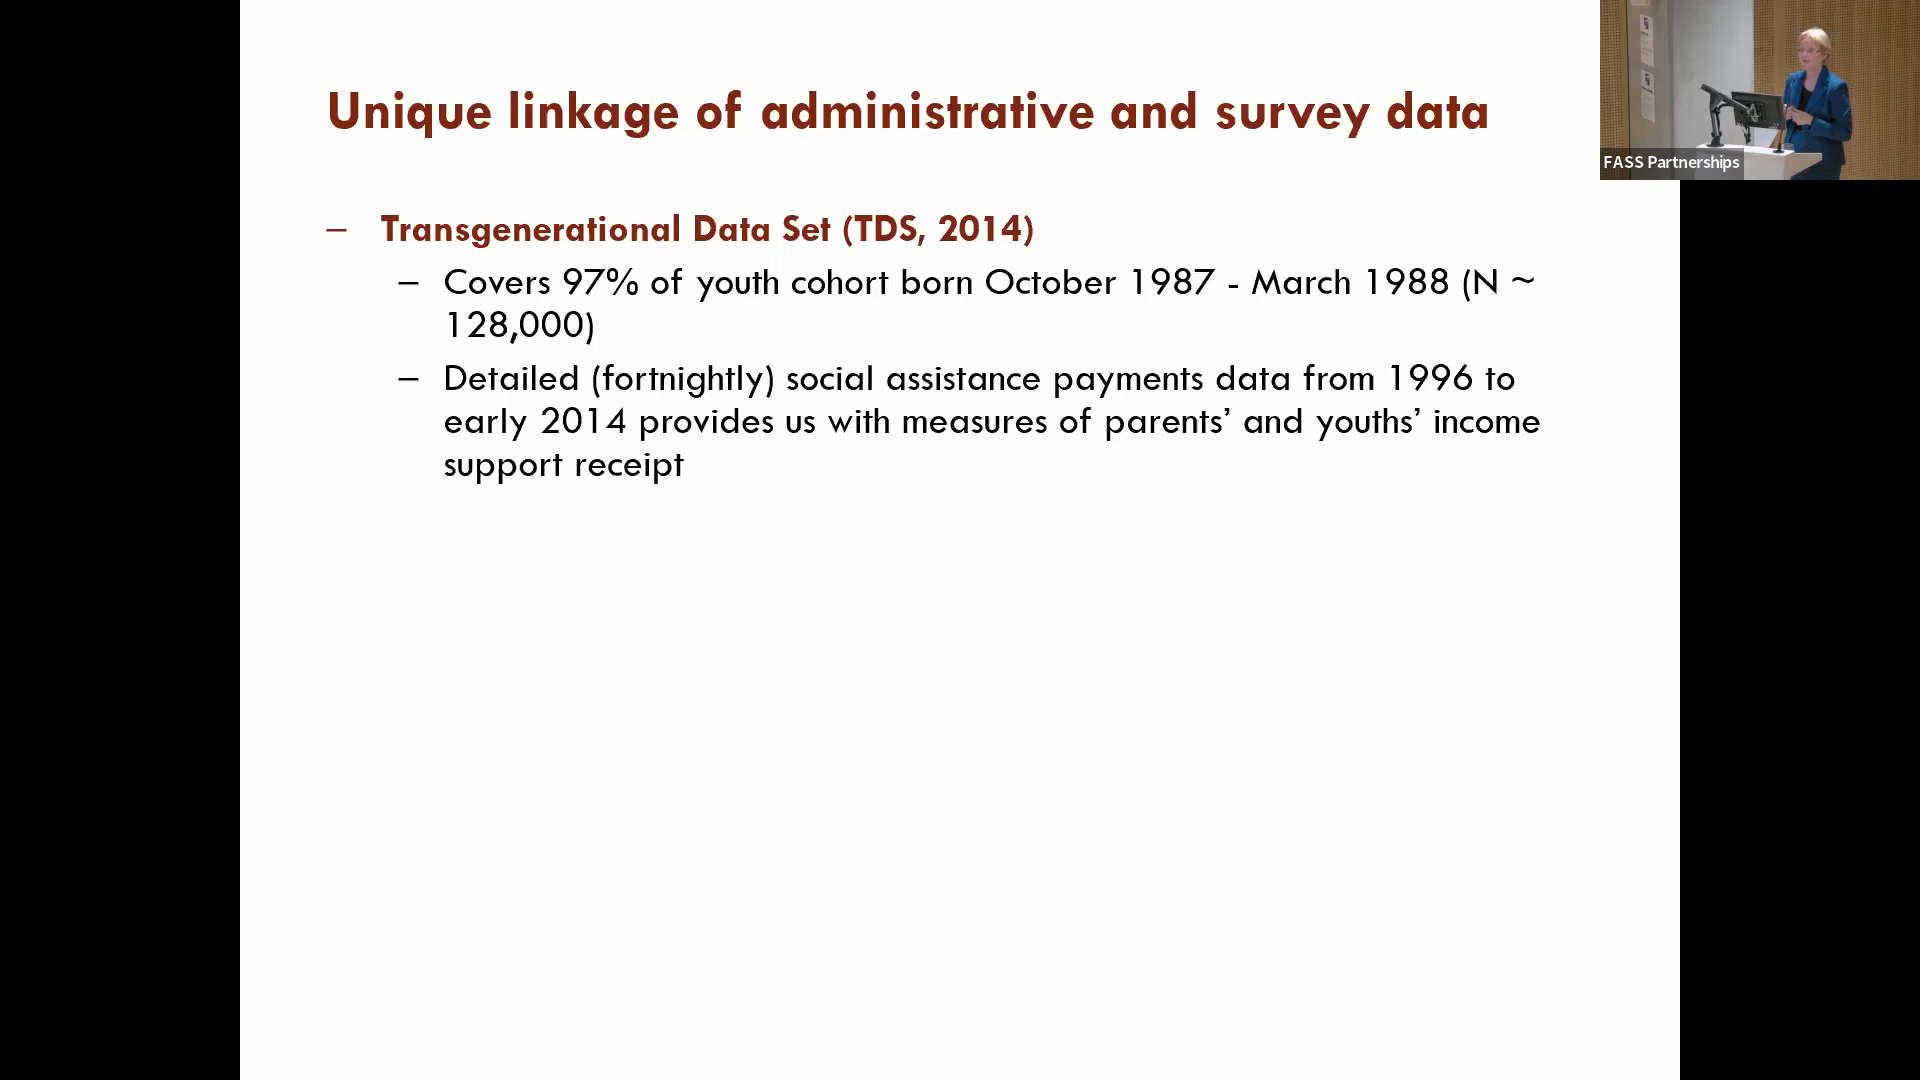 Unique linkage of administrative and survey data
– Transgenerational Data Set (TDS, 2014)
– Covers 97% of youth cohort born October 1987 - March 1988 (N ~
128,000)
– Detailed (fortnightly) social assistance payments data from 1996 to
early 2014 provides us with measures of parents’ and youths’ income
support receipt
FASS Partnerships